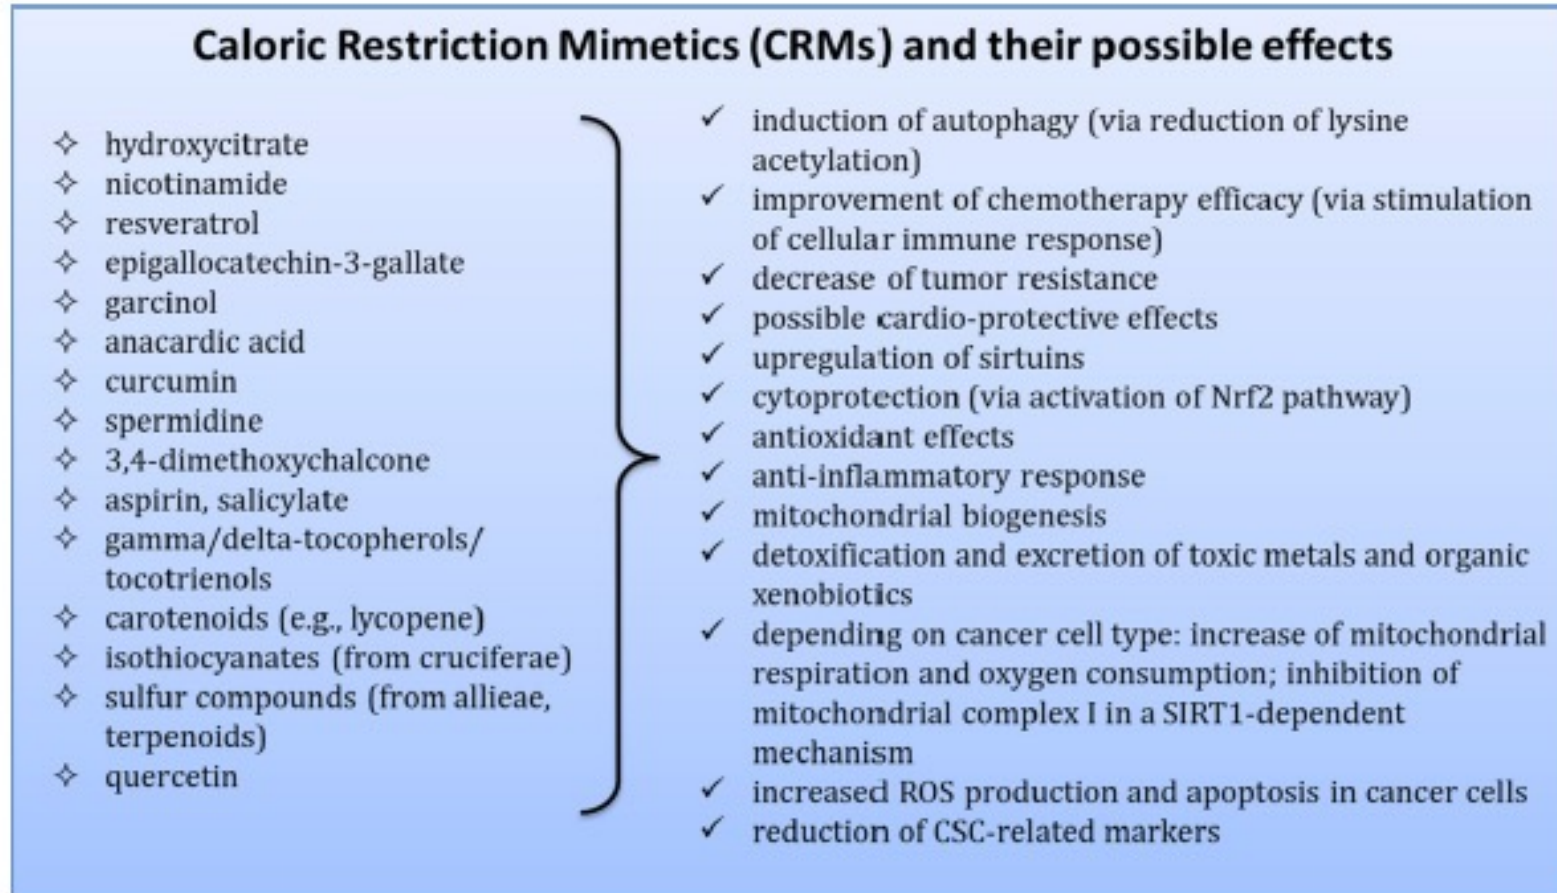 Caloric Restriction Mimetics (CRMs) and their possible effects
✧ hydroxycitrate
✧ nicotinamide
✧ resveratrol
✧ epigallocatechin-3-gallate
✧ garcinol
✧ anacardic acid
✧ curcumin
✧ spermidine
✧ 3,4-dimethoxychalcone
✧ aspirin, salicylate
✧ gamma/delta-tocopherols/
tocotrienols
✧ carotenoids (e.g., lycopene)
✧ isothiocyanates (from cruciferae)
✧ sulfur compounds (from allieae,
terpenoids)
✧ quercetin
✓ induction of autophagy (via reduction of lysine
acetylation)
✓ improvement of chemotherapy efficacy (via stimulation
of cellular immune response)
✓ decrease of tumor resistance
✓ possible cardio-protective effects
✓ upregulation of sirtuins
✓ cytoprotection (via activation of Nrf2 pathway)
✓ antioxidant effects
✓ anti-inflammatory response
✓ mitochondrial biogenesis
✓ detoxification and excretion of toxic metals and organic
xenobiotics
✓ depending on cancer cell type: increase of mitochondrial
respiration and oxygen consumption; inhibition of
mitochondrial complex I in a SIRT1-dependent
mechanism
✓ increased ROS production and apoptosis in cancer cells
✓ reduction of CSC-related markers